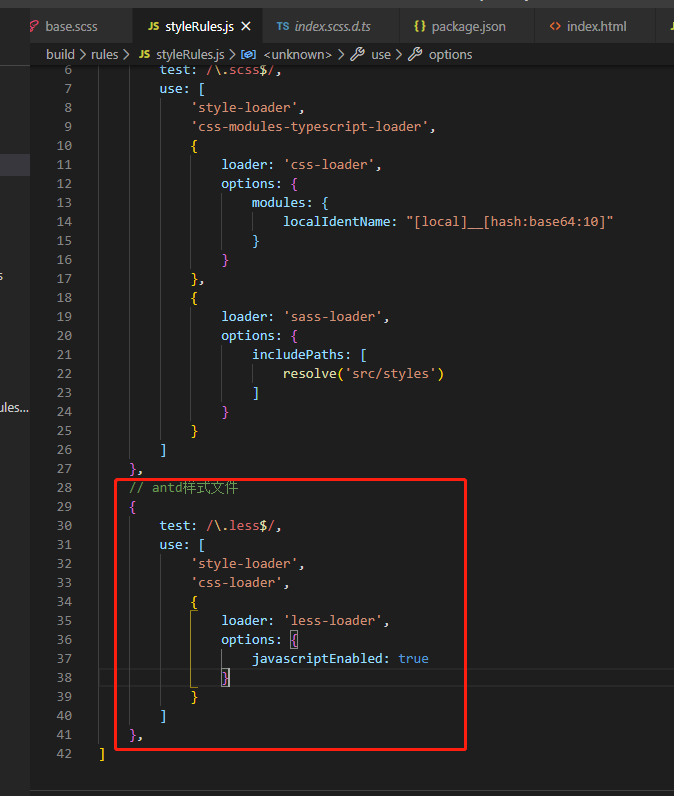 base.scss
JS styleRules.js ×
TS index.scss.d.ts
{} package.json
<> index.html
build > rules > JS styleRules.js > <unknown> > use > options
6 test: /\.scss$/,
7 use: [
8 'style-loader',
9 'css-modules-typescript-loader',
10 {
11 loader: 'css-loader',
12 options: {
13 modules: {
14 localIdentName: "[local]__[hash:base64:10]"
15 }
16 }
17 },
18 {
19 loader: 'sass-loader',
20 options: {
21 includePaths: [
22 resolve('src/styles')
23 ]
24 }
25 }
26 ]
27 },
28 // antd样式文件
29 {
30 test: /\.less$/,
31 use: [
32 'style-loader',
33 'css-loader',
34 {
35 loader: 'less-loader',
36 options: {
37 javascriptEnabled: true
38 }
39 }
40 ]
41 },
42 ]
ules...